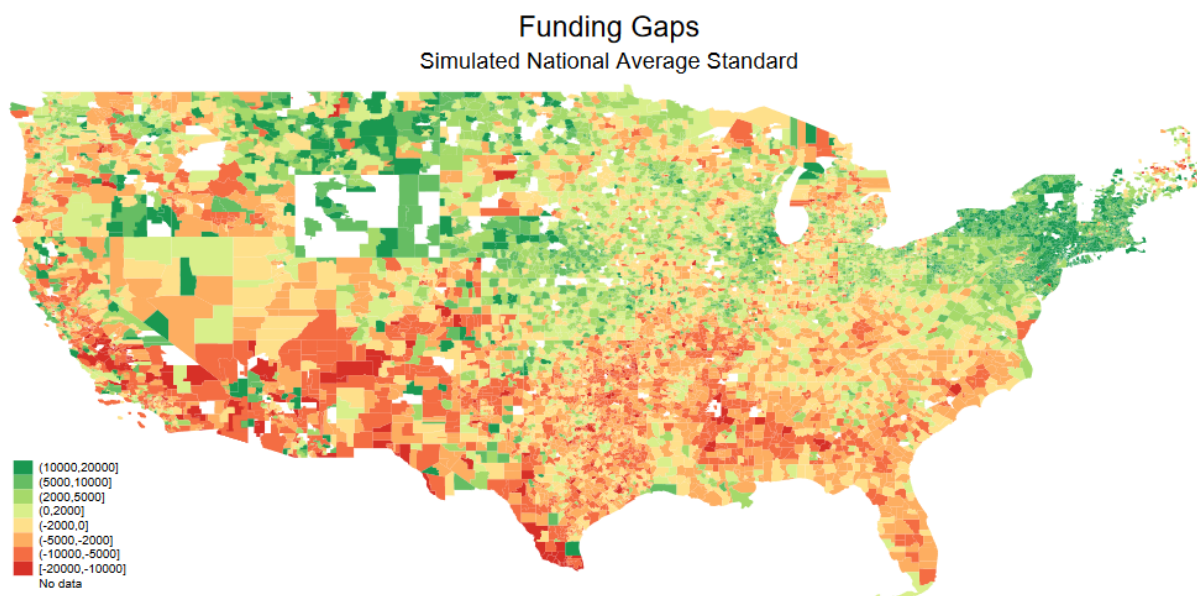 Funding Gaps
Simulated National Average Standard
(10000,20000]
(5000,10000]
(2000,5000]
(0,2000]
(-2000,0]
(-5000,-2000]
(-10000,-5000]
[-20000,-10000]
No data